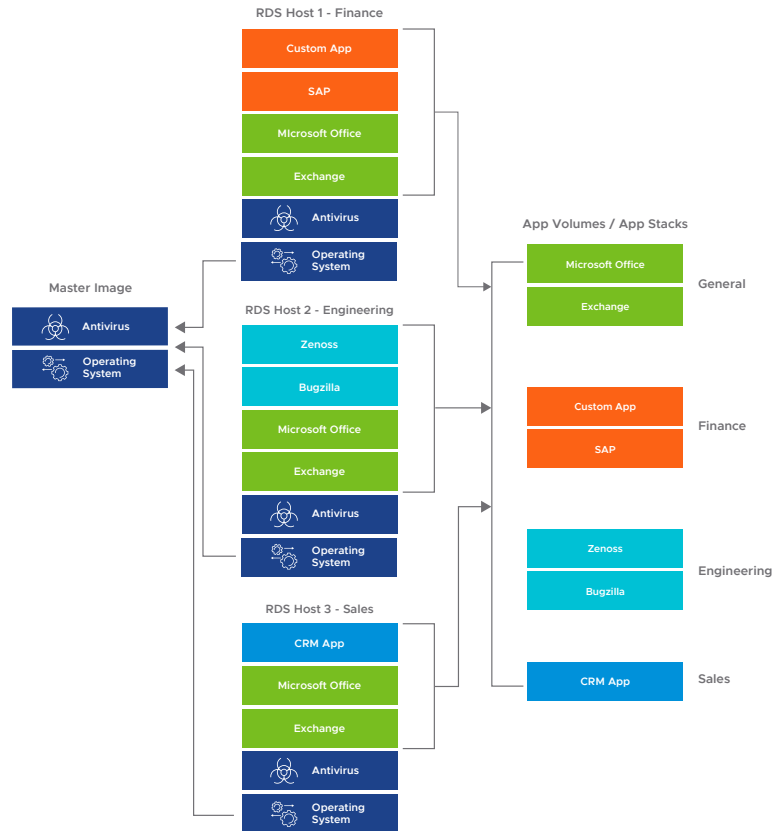 RDS Host 1 - Finance
Custom App
SAP
MIcrosoft Office
Exchange
Antivirus
Operating
System
Master Image
Antivirus
Operating
System
RDS Host 2 - Engineering
Zenoss
Bugzilla
Microsoft Office
Exchange
Antivirus
Operating
System
RDS Host 3 - Sales
CRM App
Microsoft Office
Exchange
Antivirus
Operating
System
App Volumes / App Stacks
Microsoft Office
Exchange
General
Custom App
SAP
Finance
Zenoss
Bugzilla
Engineering
CRM App
Sales